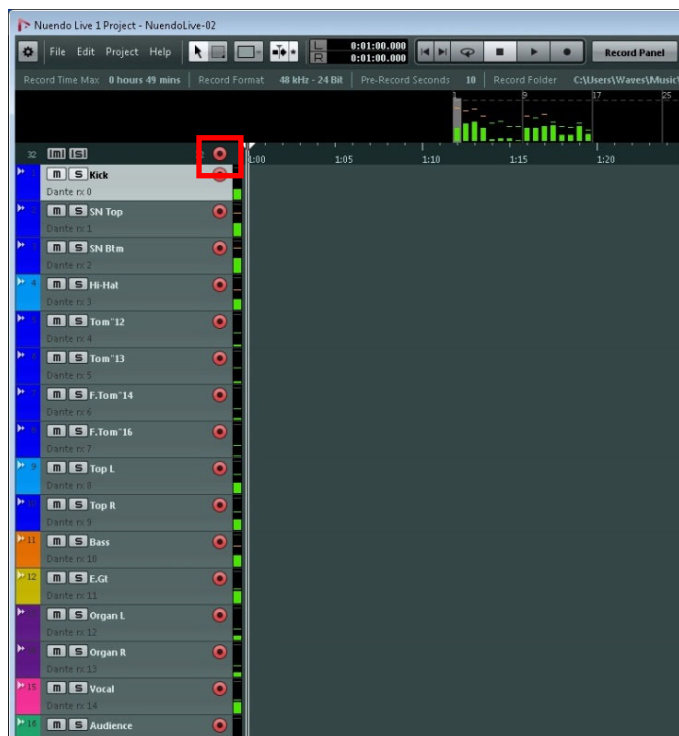 Nuendo Live 1 Project - NuendoLive-02
File Edit Project Help L 0:01:00.000 Record Panel
R 0:01:00.000
Record Time Max 0 hours 49 mins Record Format 48 kHz - 24 Bit Pre-Record Seconds 10 Record Folder C:\Users\Waves\Music\
1 9 17 25
32 m s
1:00 1:05 1:10 1:15 1:20
m S Kick
Dante rx 0
m S SN Top
Dante rx 1
m S SN Btm
Dante rx 2
4 m S Hi-Hat
Dante rx 3
m S Tom~12
Dante rx 4
m S Tom~13
Dante rx 5
m S F.Tom~14
Dante rx 6
m S F.Tom~16
Dante rx 7
9 m S Top L
Dante rx 8
m S Top R
Dante rx 9
11 m S Bass
Dante rx 10
12 m S E.Gt
Dante rx 11
m S Organ L
Dante rx 12
m S Organ R
Dante rx 13
15 m S Vocal
Dante rx 14
16 m S Audience